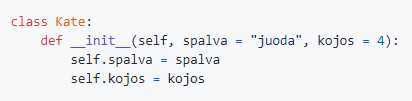 class Kate:
    def __init__(self, spalva = "juoda", kojos = 4):
        self.spalva = spalva
        self.kojos = kojos